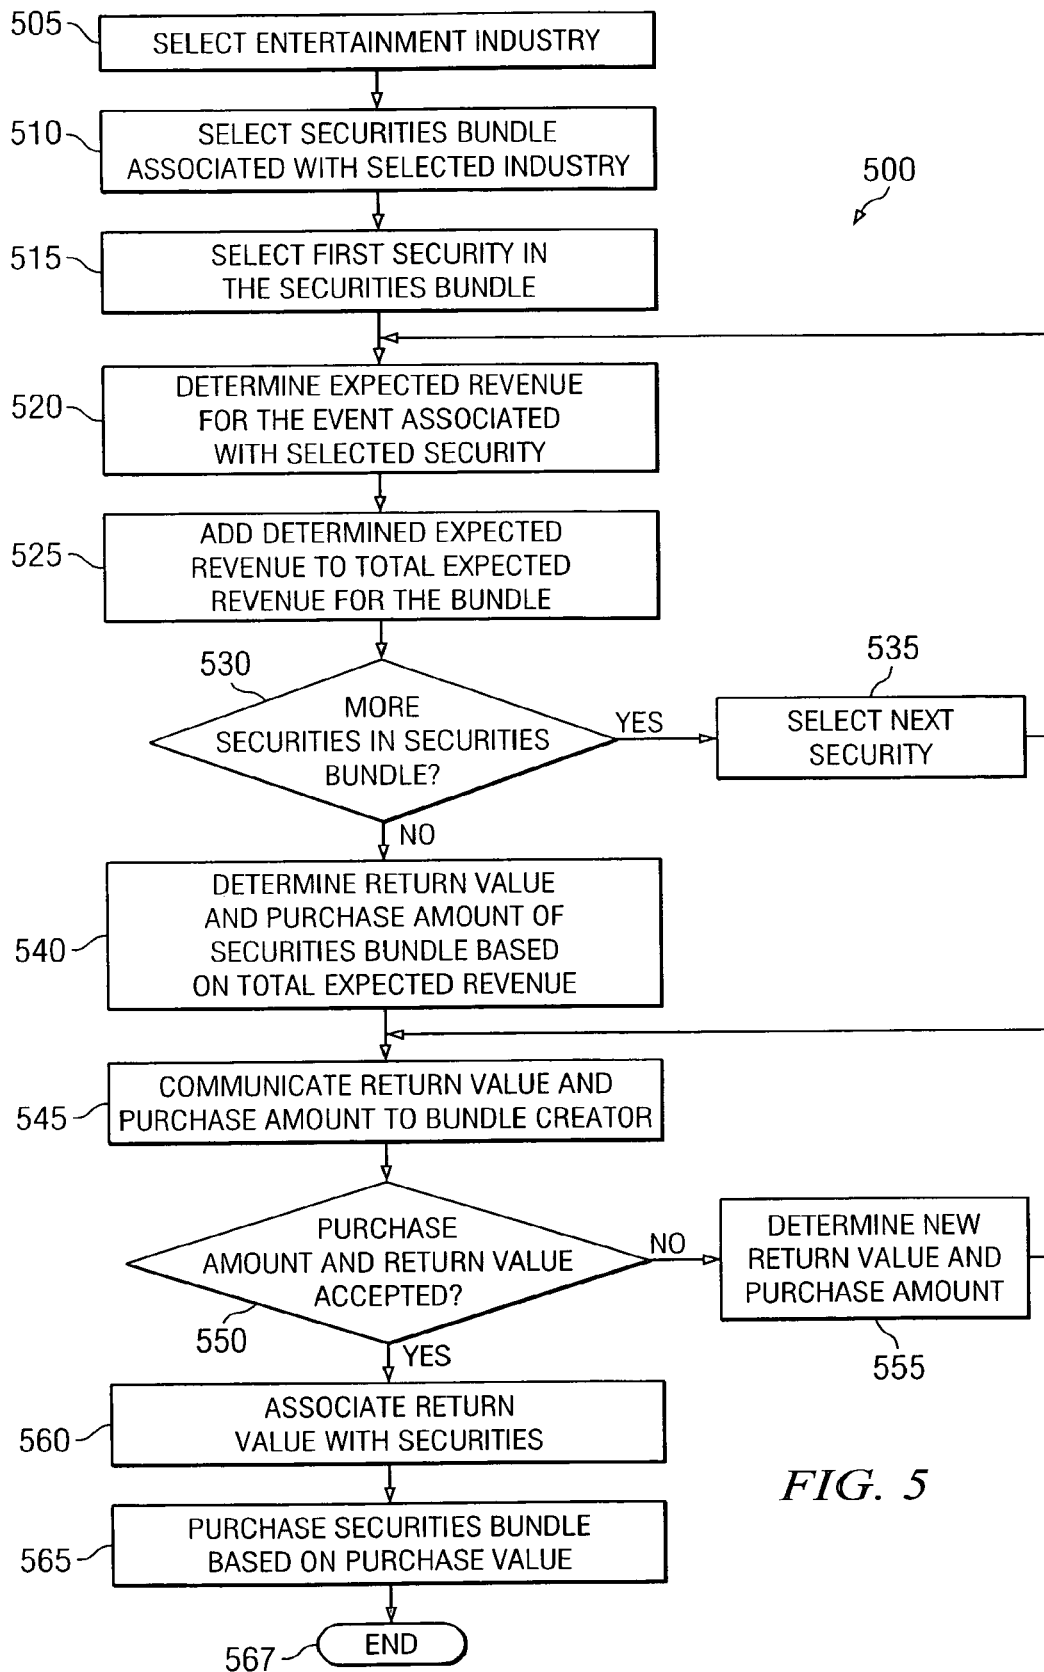 505
SELECT ENTERTAINMENT INDUSTRY
510
SELECT SECURITIES BUNDLE
ASSOCIATED WITH SELECTED INDUSTRY
500
515
SELECT FIRST SECURITY IN
THE SECURITIES BUNDLE
520
DETERMINE EXPECTED REVENUE
FOR THE EVENT ASSOCIATED
WITH SELECTED SECURITY
525
ADD DETERMINED EXPECTED
REVENUE TO TOTAL EXPECTED
REVENUE FOR THE BUNDLE
530
MORE
SECURITIES IN SECURITIES
BUNDLE?
YES
535
SELECT NEXT
SECURITY
NO
540
DETERMINE RETURN VALUE
AND PURCHASE AMOUNT OF
SECURITIES BUNDLE BASED
ON TOTAL EXPECTED REVENUE
545
COMMUNICATE RETURN VALUE AND
PURCHASE AMOUNT TO BUNDLE CREATOR
PURCHASE
AMOUNT AND RETURN VALUE
ACCEPTED?
550
NO
DETERMINE NEW
RETURN VALUE AND
PURCHASE AMOUNT
555
YES
560
ASSOCIATE RETURN
VALUE WITH SECURITIES
565
PURCHASE SECURITIES BUNDLE
BASED ON PURCHASE VALUE
567
END
FIG. 5